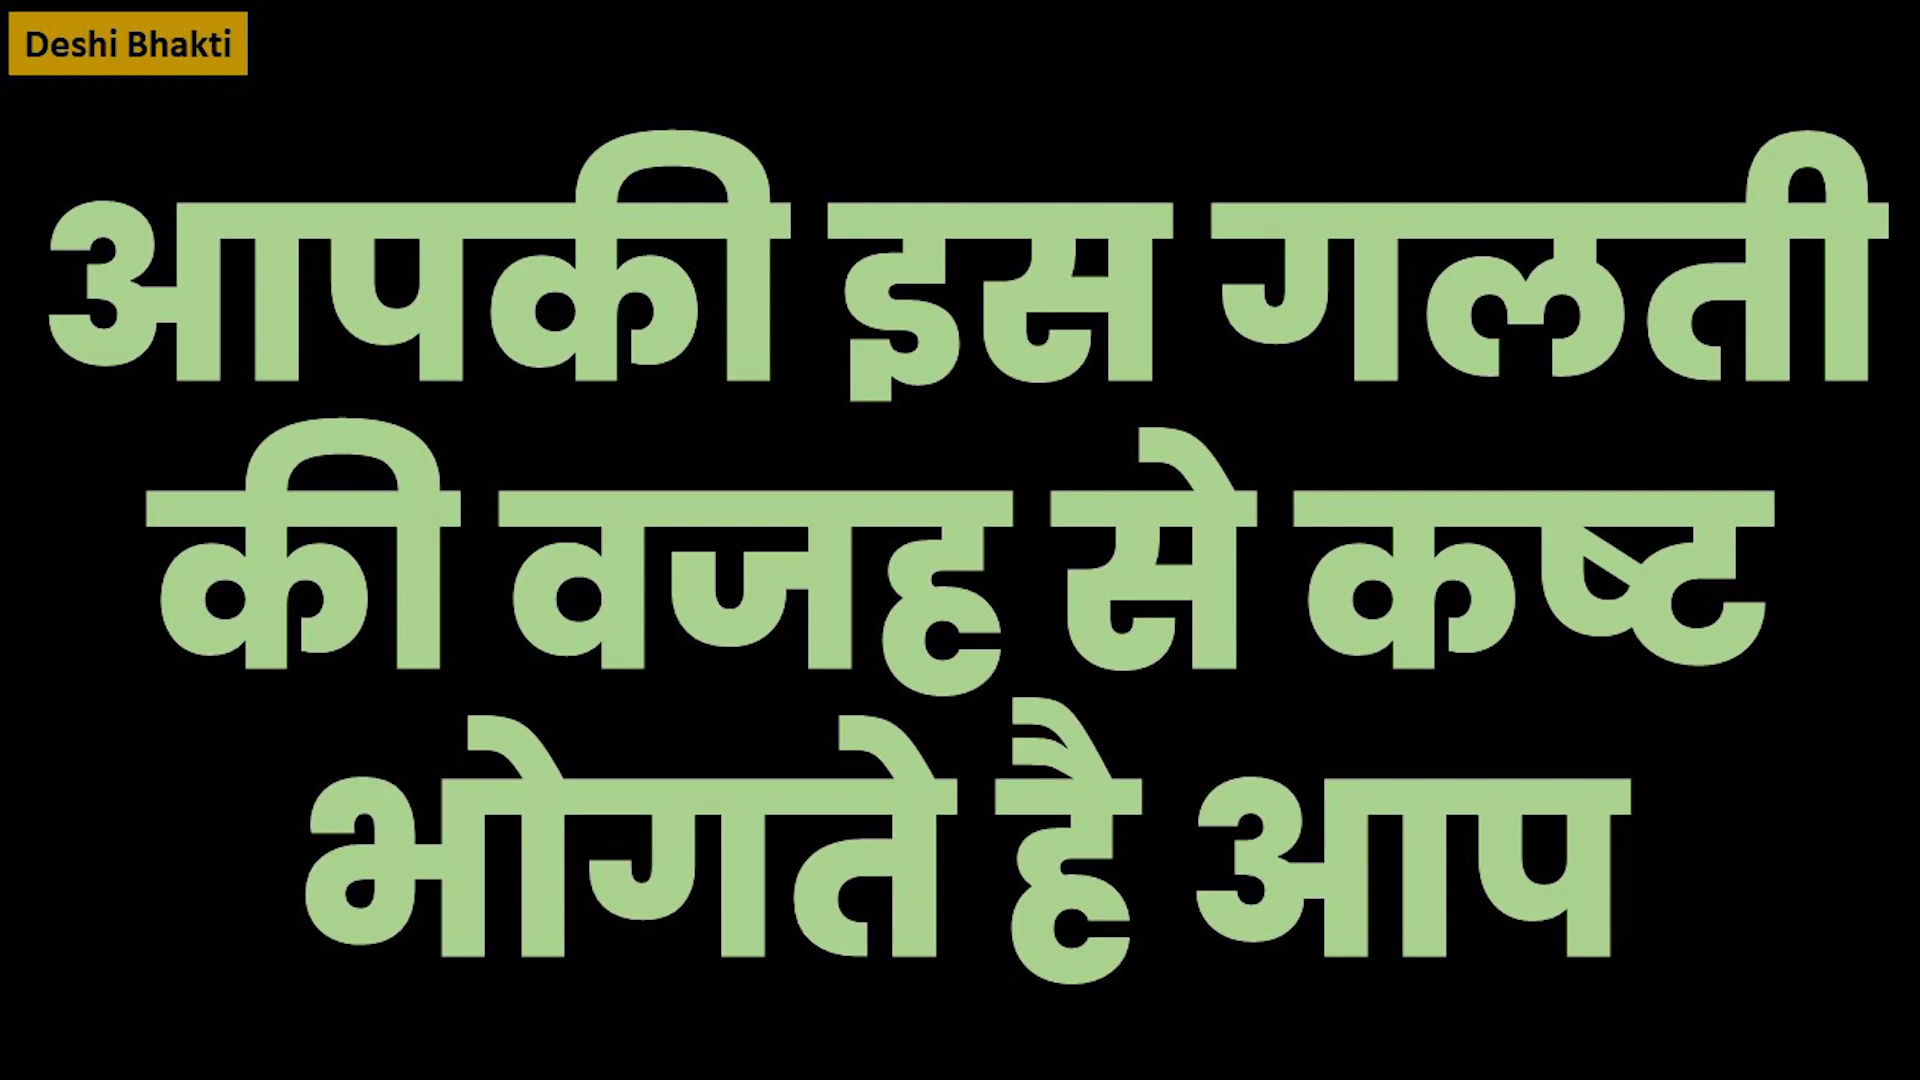 Deshi Bhakti
आपकी इस गलती
की वजह से कष्ट
भोगते है आप